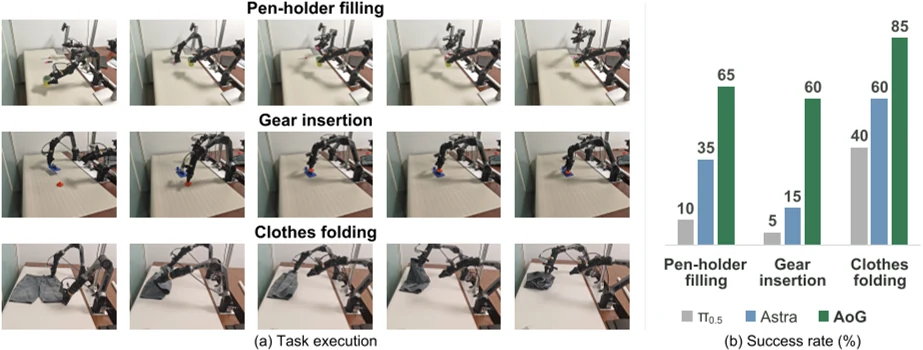 Pen-holder filling
Gear insertion
Clothes folding
(a) Task execution
10
35
65
5
15
60
40
60
85
Pen-holder
filling
Gear
insertion
Clothes
folding
π0.5
Astra
AoG
(b) Success rate (%)